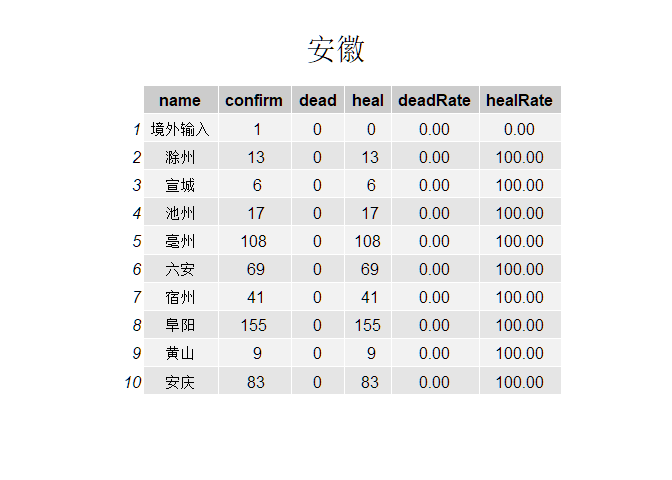 安徽
name confirm dead heal deadRate healRate
1 境外输入 1 0 0 0.00 0.00
2 滁州 13 0 13 0.00 100.00
3 宣城 6 0 6 0.00 100.00
4 池州 17 0 17 0.00 100.00
5 亳州 108 0 108 0.00 100.00
6 六安 69 0 69 0.00 100.00
7 宿州 41 0 41 0.00 100.00
8 阜阳 155 0 155 0.00 100.00
9 黄山 9 0 9 0.00 100.00
10 安庆 83 0 83 0.00 100.00